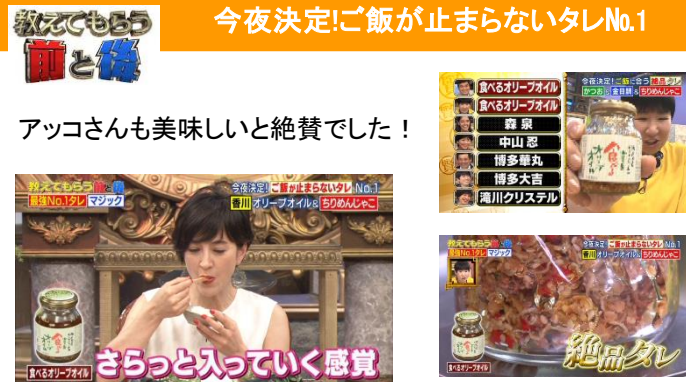 教えてもらう
前と後
今夜決定!ご飯が止まらないタレNo.1
アッコさんも美味しいと絶賛でした！
食べるオリーブオイル
食べるオリーブオイル
森 泉
中山 忍
博多華丸
博多大吉
滝川クリステル
今夜決定!ご飯に合う絶品タレ
かつお&金目鯛&ちりめんじゃこ
教えてもらう前と後
最強No.1タレマジック
今夜決定!ご飯が止まらないタレNo.1
香川オリーブオイル&ちりめんじゃこ
食べるオリーブオイル
さらっと入っていく感覚
教えてもらう前と後
最強No.1タレマジック
今夜決定!ご飯が止まらないタレNo.1
香川オリーブオイル&ちりめんじゃこ
食べるオリーブオイル
絶品タレ